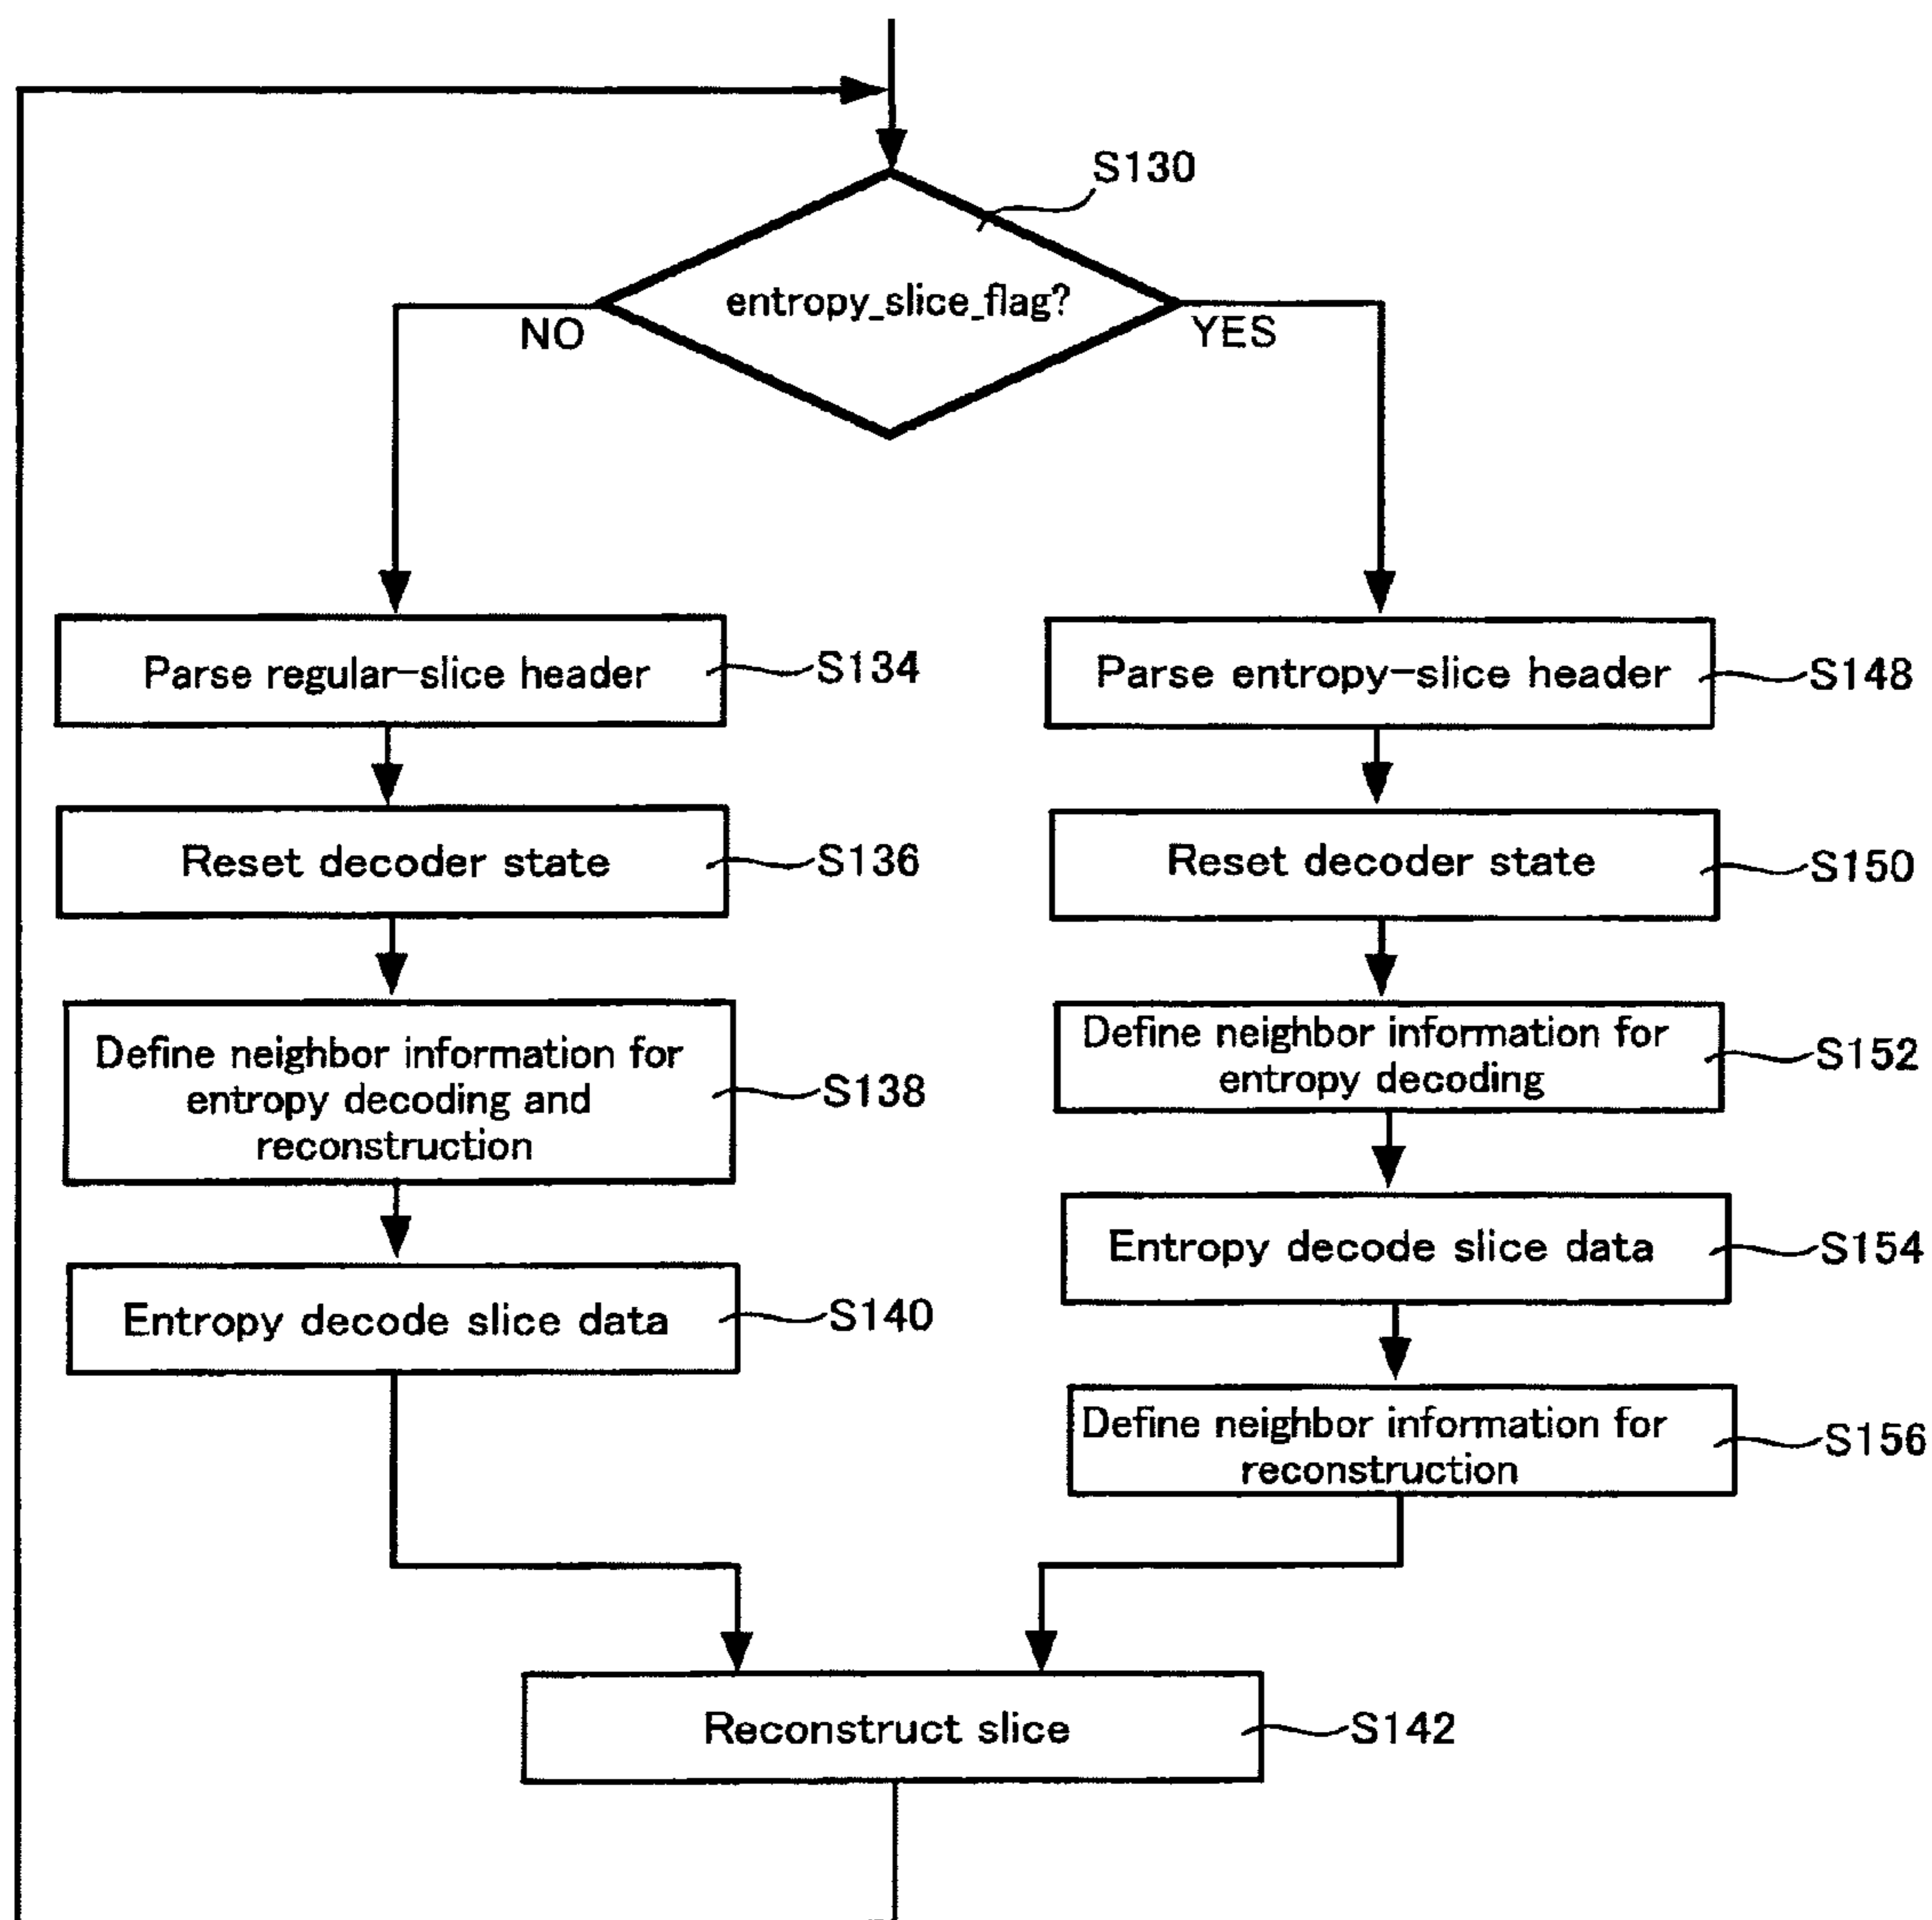 S130
entropy_slice_flag?
NO
YES
Parse regular-slice header
S134
Parse entropy-slice header
S148
Reset decoder state
S136
Reset decoder state
S150
Define neighbor information for
entropy decoding and
reconstruction
S138
Define neighbor information for
entropy decoding
S152
Entropy decode slice data
S154
Entropy decode slice data
S140
Define neighbor information for
reconstruction
S156
Reconstruct slice
S142